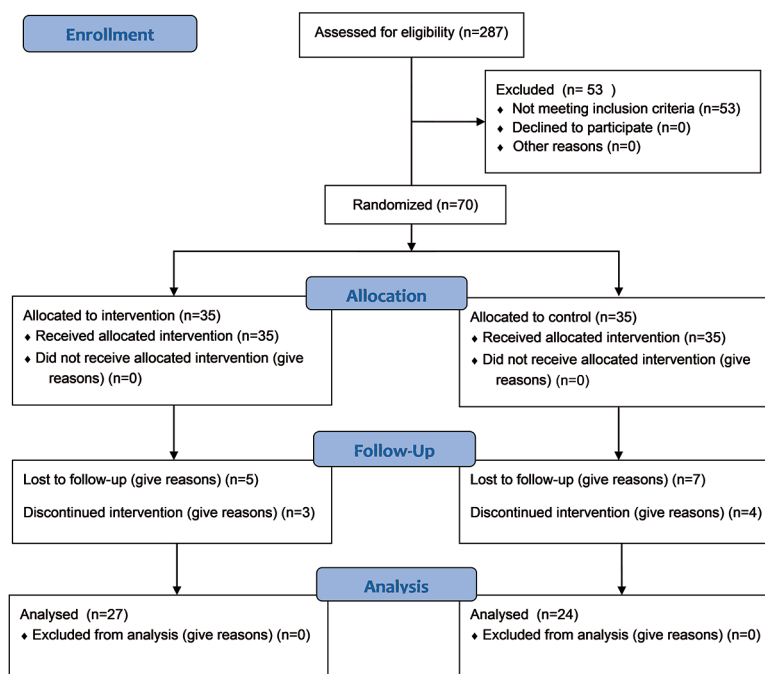 Enrollment
Assessed for eligibility (n=287)
Excluded (n= 53 )
♦ Not meeting inclusion criteria (n=53)
♦ Declined to participate (n=0)
♦ Other reasons (n=0)
Randomized (n=70)
Allocation
Allocated to intervention (n=35)
♦ Received allocated intervention (n=35)
♦ Did not receive allocated intervention (give
reasons) (n=0)
Allocated to control (n=35)
♦ Received allocated intervention (n=35)
♦ Did not receive allocated intervention (give
reasons) (n=0)
Follow-Up
Lost to follow-up (give reasons) (n=5)
Discontinued intervention (give reasons) (n=3)
Lost to follow-up (give reasons) (n=7)
Discontinued intervention (give reasons) (n=4)
Analysis
Analysed (n=27)
♦ Excluded from analysis (give reasons) (n=0)
Analysed (n=24)
♦ Excluded from analysis (give reasons) (n=0)